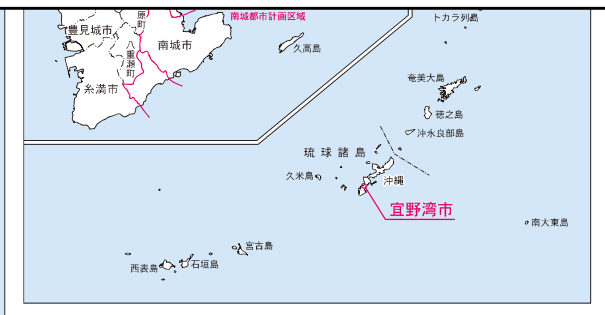 南城都市計画区域
原町
豊見城市
八重瀬町
南城市
糸満市
久高島
トカラ列島
奄美大島
徳之島
沖永良部島
琉球諸島
久米島
沖縄
宜野湾市
南大東島
宮古島
西表島
石垣島